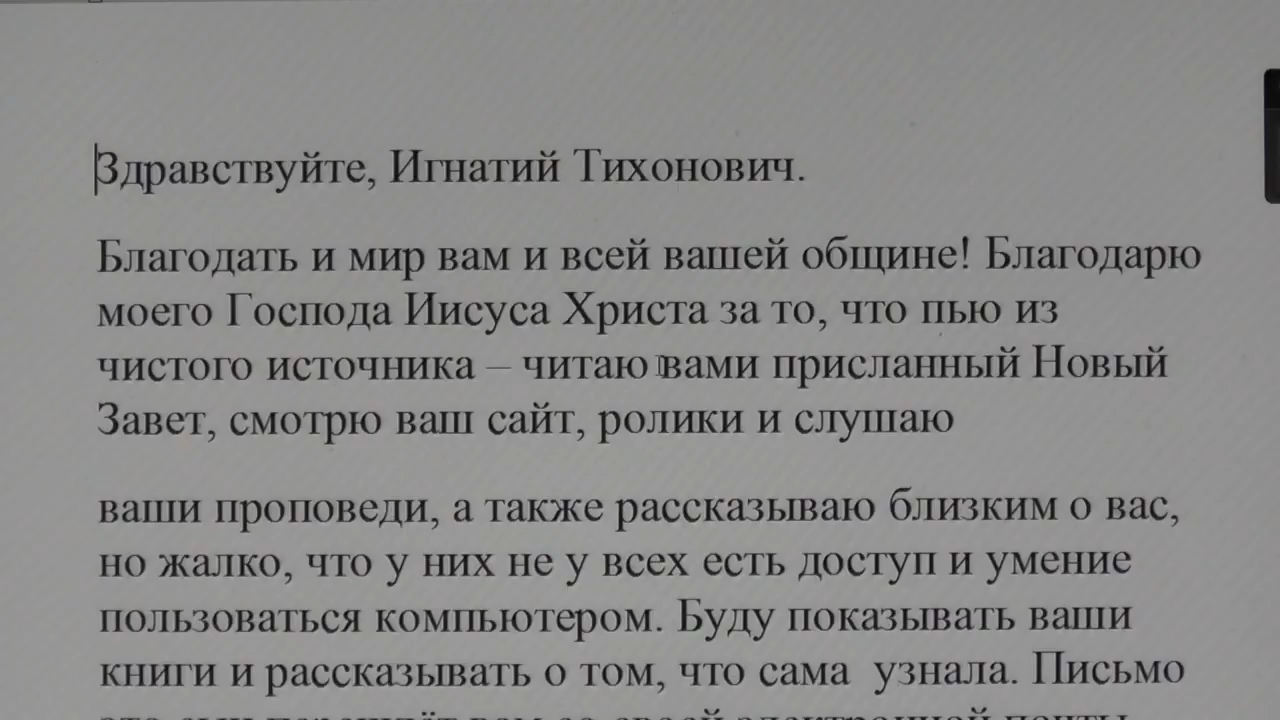 Здравствуйте, Игнатий Тихонович.
Благодать и мир вам и всей вашей общине! Благодарю
моего Господа Иисуса Христа за то, что пью из
чистого источника – читаю вами присланный Новый
Завет, смотрю ваш сайт, ролики и слушаю
ваши проповеди, а также рассказываю близким о вас,
но жалко, что у них не у всех есть доступ и умение
пользоваться компьютером. Буду показывать ваши
книги и рассказывать о том, что сама  узнала. Письмо